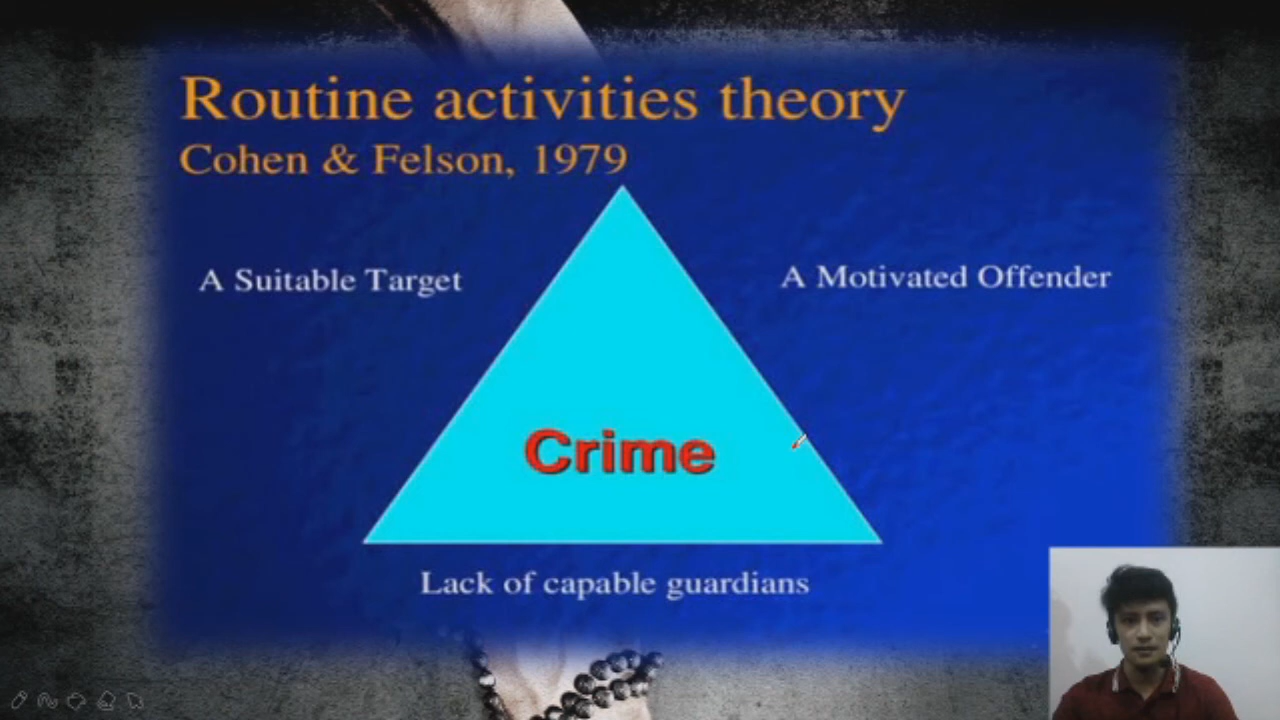 Routine activities theory
Cohen & Felson, 1979
A Suitable Target
A Motivated Offender
Crime
Lack of capable guardians